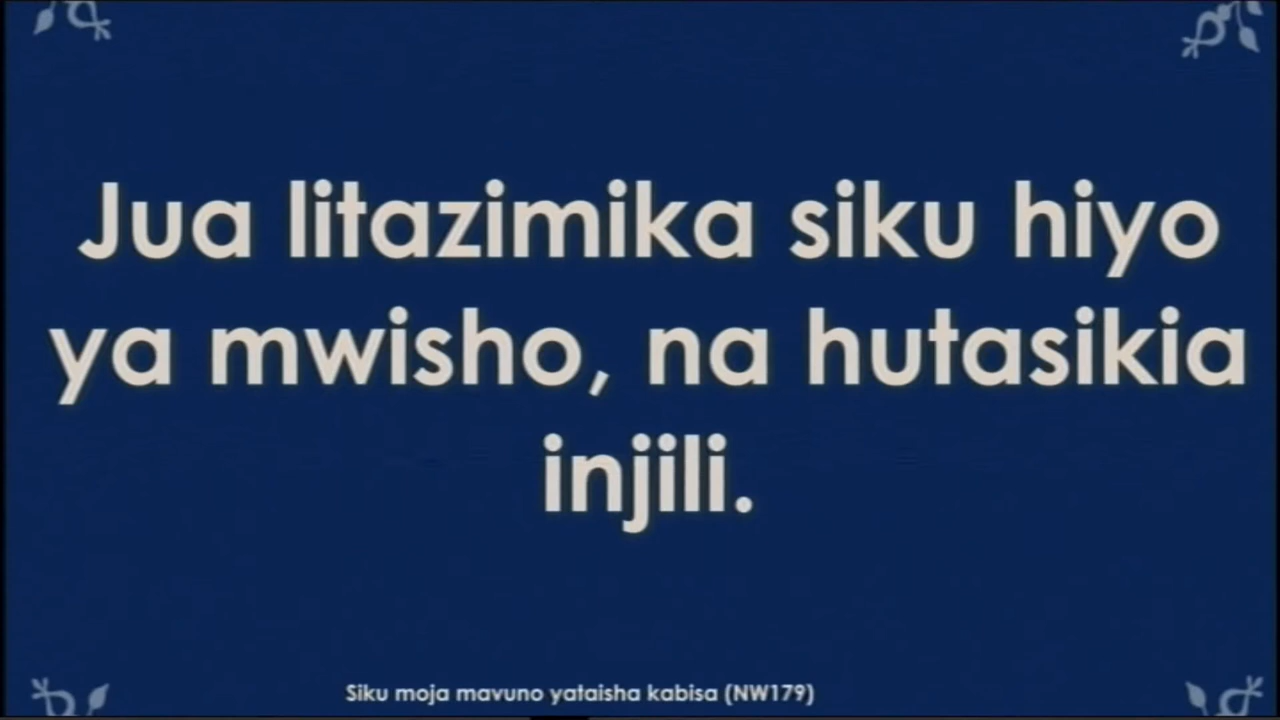 Jua litazimika siku hiyo
ya mwisho, na hutasikia
injili.
Siku moja mavuno yataisha kabisa (NW179)